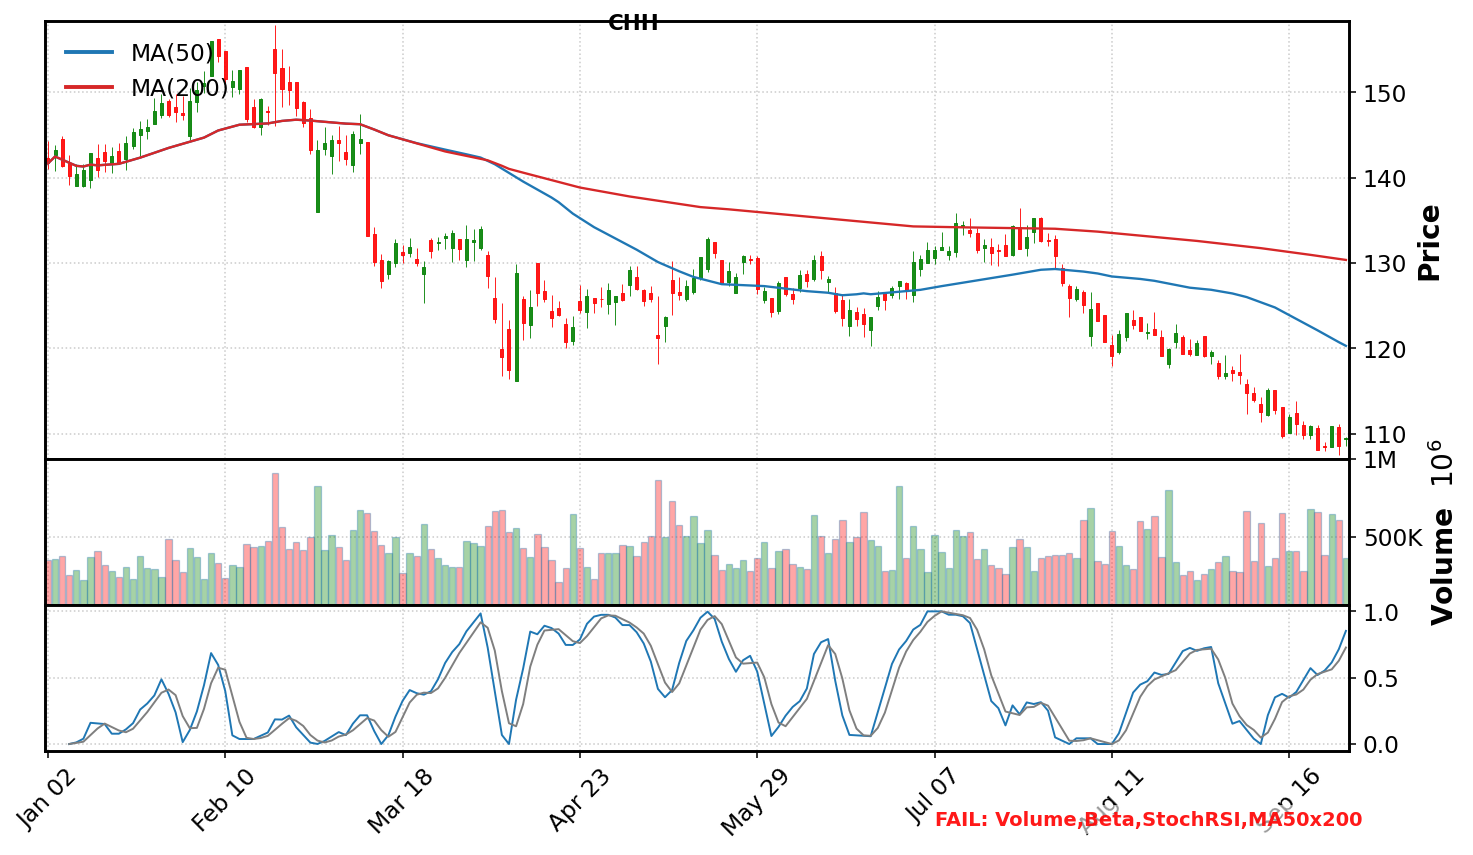 CHH
MA(50)
MA(200)
150
140
130
120
110
Price
1M
500K
Volume 10^6
1.0
0.5
0.0
Jan 02
Feb 10
Mar 18
Apr 23
May 29
Jul 07
Aug 11
Sep 16
FAIL: Volume,Beta,StochRSI,MA50x200